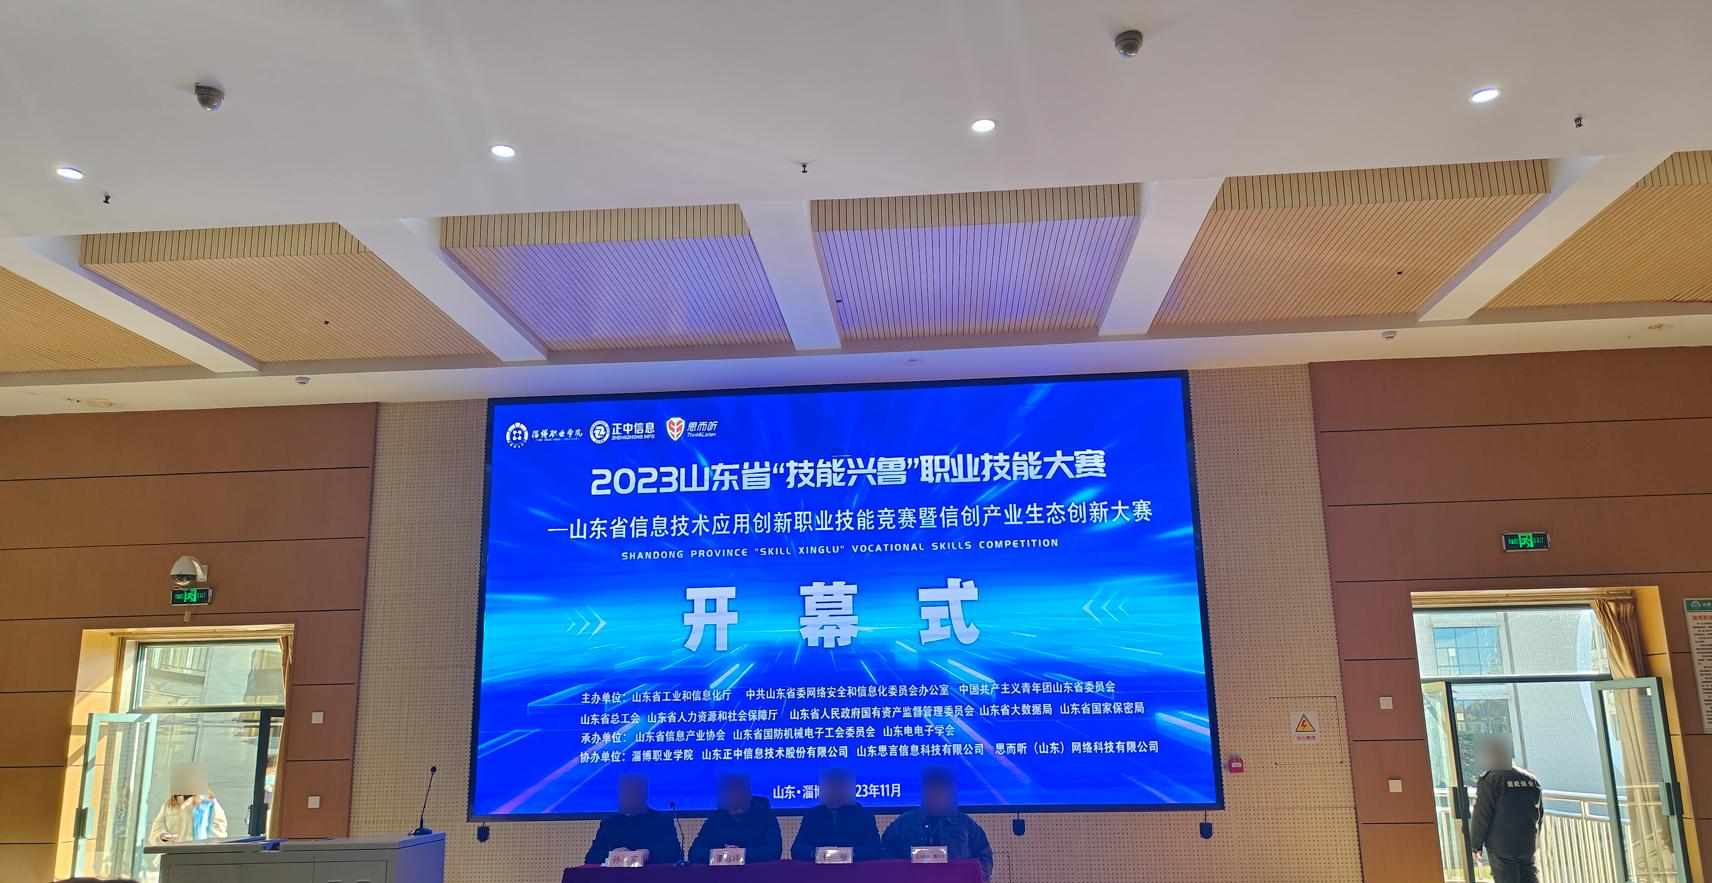 淄博职业学院 正中信息 ZHENGZHONG INFO 思而听 ThinkListen
2023山东省“技能兴鲁”职业技能大赛
—山东省信息技术应用创新职业技能竞赛暨信创产业生态创新大赛
SHANDONG PROVINCE "SKILL XINGLU" VOCATIONAL SKILLS COMPETITION
开幕式
主办单位：山东省工业和信息化厅 中共山东省委网络安全和信息化委员会办公室 中国共产主义青年团山东省委员会
山东省总工会 山东省人力资源和社会保障厅 山东省人民政府国有资产监督管理委员会 山东省大数据局 山东省国家保密局
承办单位：山东省信息产业协会 山东省国防机械电子工会委员会 山东电电子学会
协办单位：淄博职业学院 山东正中信息技术股份有限公司 山东思言信息科技有限公司 思而听（山东）网络科技有限公司
山东·淄博 23年11月
EXIT
EXIT